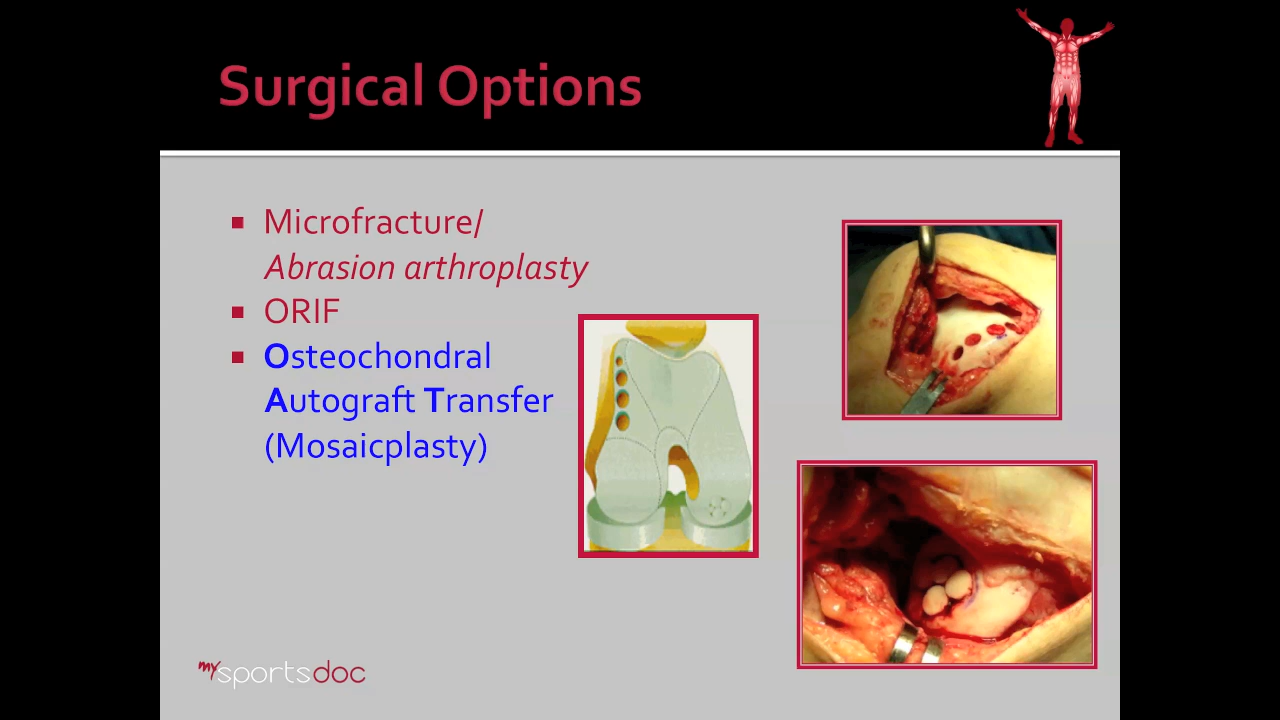 Surgical Options
Microfracture/
Abrasion arthroplasty
ORIF
Osteochondral
Autograft Transfer
(Mosaicplasty)
mysportsdoc